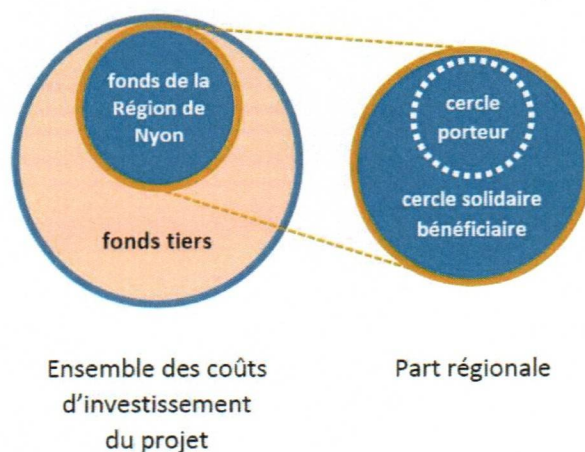 fonds de la
Région de
Nyon
fonds tiers
cercle
porteur
cercle solidaire
bénéficiaire
Ensemble des coûts
d'investissement
du projet
Part régionale